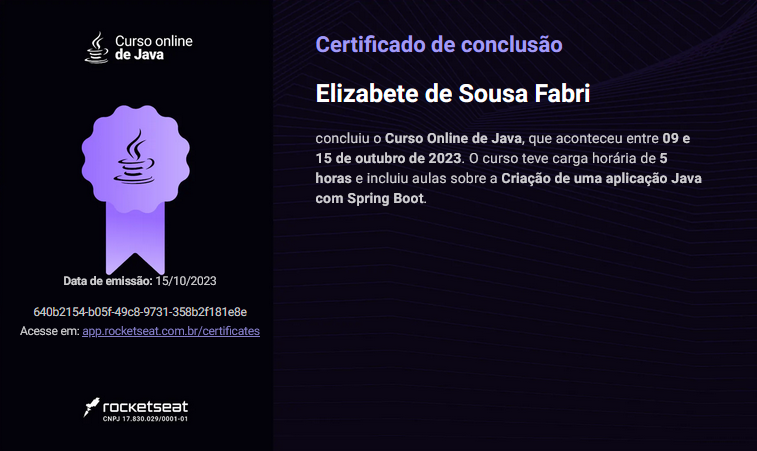 Curso online
de Java
Data de emissão: 15/10/2023
640b2154-b05f-49c8-9731-358b2f181e8e
Acesse em: app.rocketseat.com.br/certificates
rocketseat
CNPJ 17.830.029/0001-01
Certificado de conclusão
Elizabete de Sousa Fabri
concluiu o Curso Online de Java, que aconteceu entre 09 e
15 de outubro de 2023. O curso teve carga horária de 5
horas e incluiu aulas sobre a Criação de uma aplicação Java
com Spring Boot.